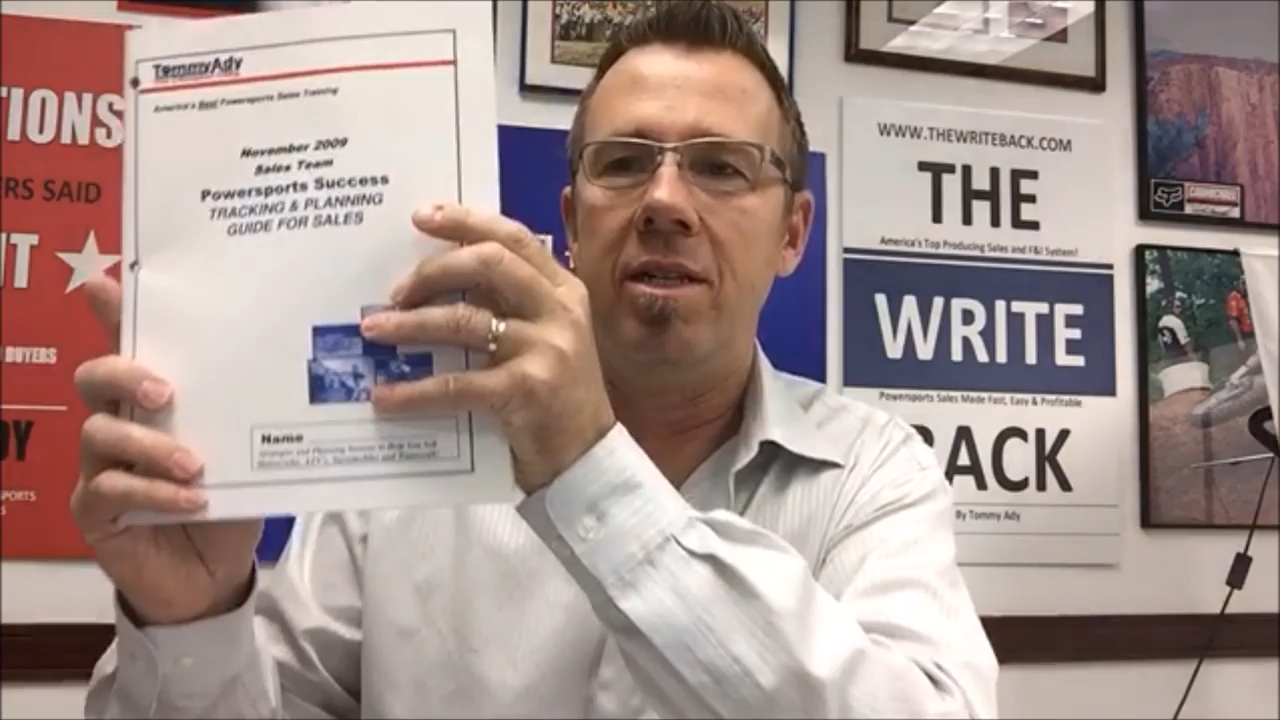 TIONS
ERS SAID
IT
BUYERS
DY
PORTS
S
TommyAdy
America's Best Powersports Sales Training
November 2009
Sales Team
Powersports Success
TRACKING & PLANNING
GUIDE FOR SALES
Name
WWW.THEWRITEBACK.COM
THE
America's Top Producing Sales and F&I System!
WRITE
Powersports Sales Made Fast, Easy & Profitable
BACK
By Tommy Ady